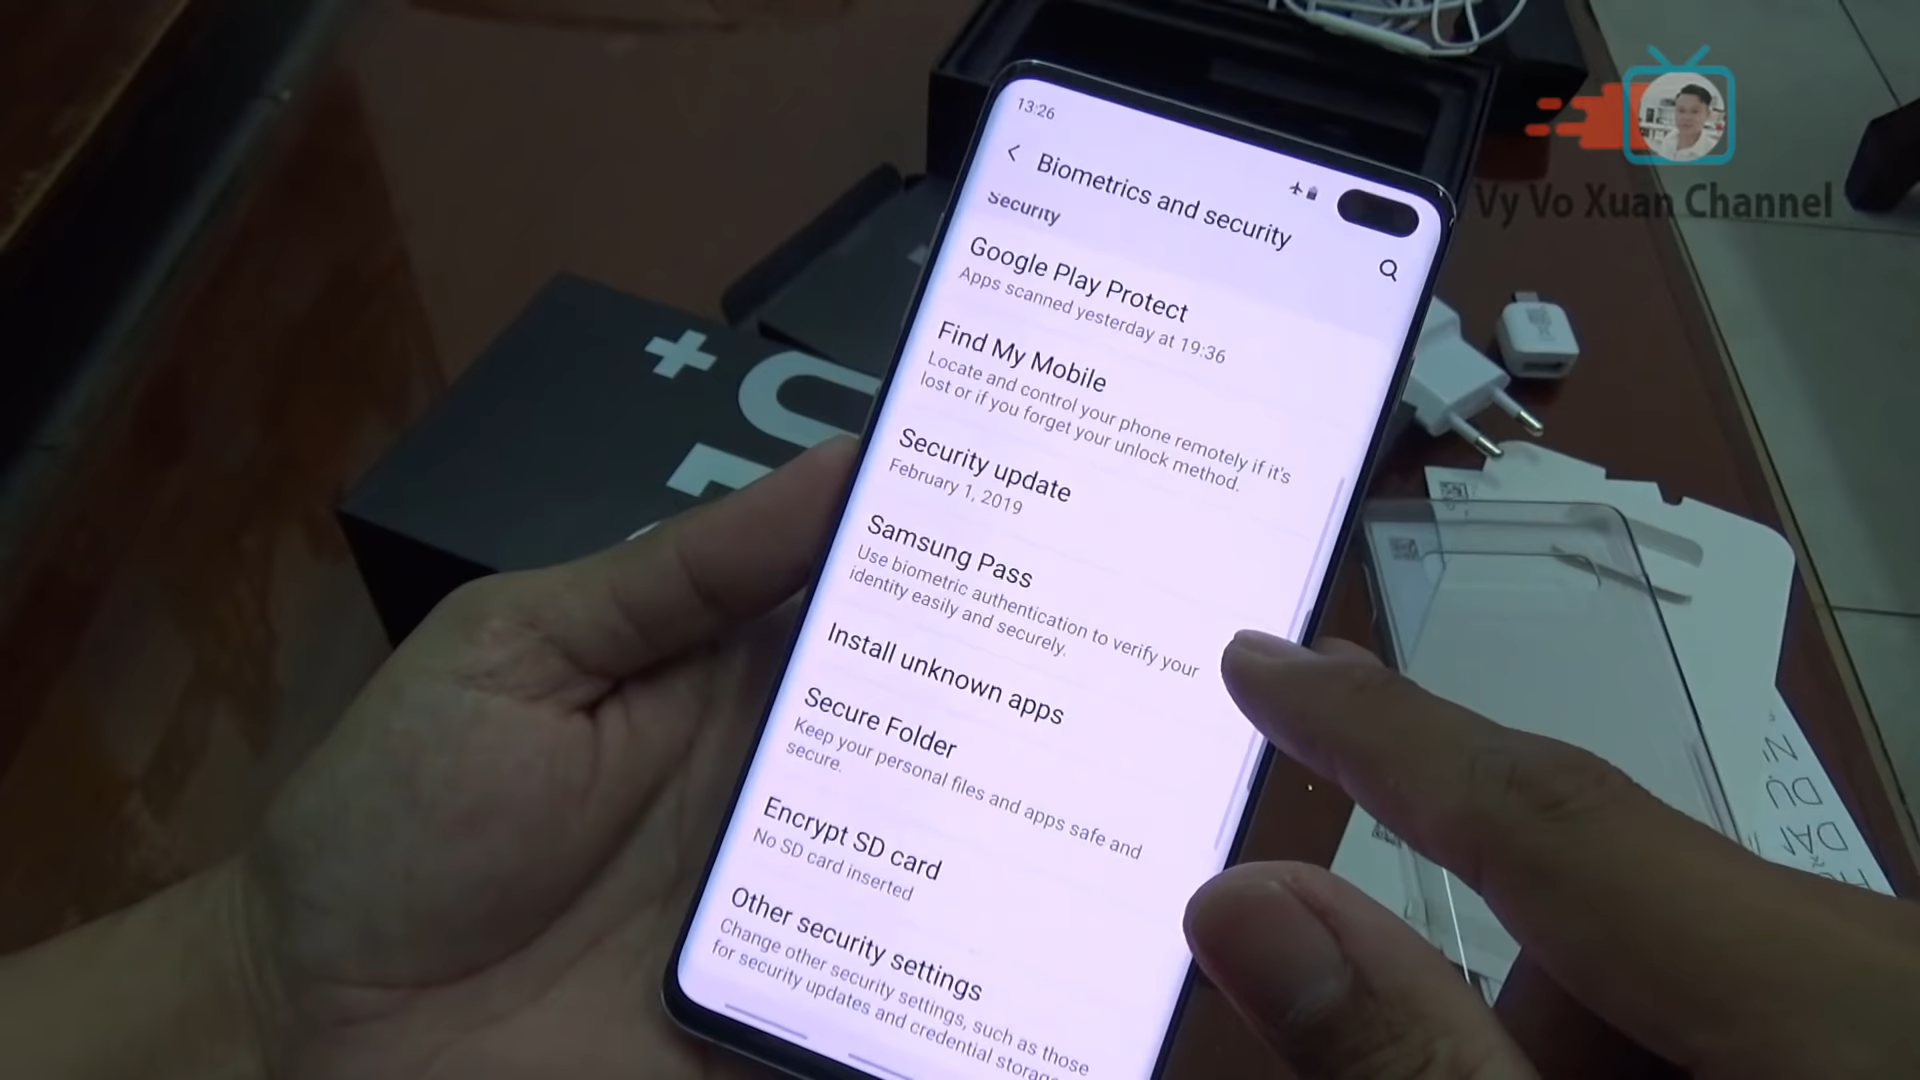 13:26
Biometrics and security
Security
Google Play Protect
Apps scanned yesterday at 19:36
Find My Mobile
Locate and control your phone remotely if it's
lost or if you forget your unlock method.
Security update
February 1, 2019
Samsung Pass
Use biometric authentication to verify your
identity easily and securely.
Install unknown apps
Secure Folder
Keep your personal files and apps safe and
secure.
Encrypt SD card
No SD card inserted
Other security settings
Change other security settings, such as those
for security updates and credential storage
Vy Vo Xuan Channel